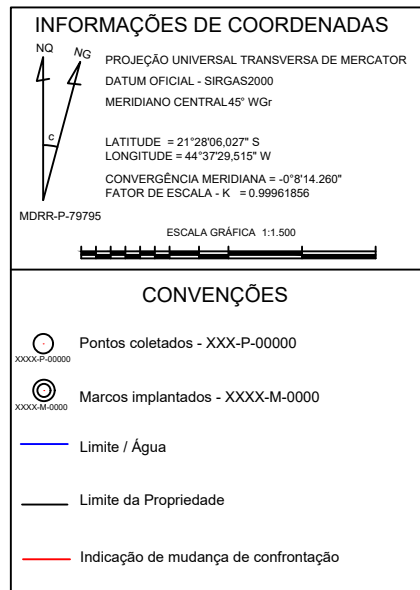 INFORMAÇÕES DE COORDENADAS
NQ
NG
PROJEÇÃO UNIVERSAL TRANSVERSA DE MERCATOR
DATUM OFICIAL - SIRGAS2000
MERIDIANO CENTRAL45° WGr
c
LATITUDE = 21°28'06,027" S
LONGITUDE = 44°37'29,515" W
CONVERGÊNCIA MERIDIANA = -0°8'14.260"
FATOR DE ESCALA - K = 0.99961856
MDRR-P-79795
ESCALA GRÁFICA 1:1.500
CONVENÇÕES
Pontos coletados - XXX-P-00000
XXXX-P-00000
Marcos implantados - XXXX-M-0000
XXXX-M-0000
Limite / Água
Limite da Propriedade
Indicação de mudança de confrontação